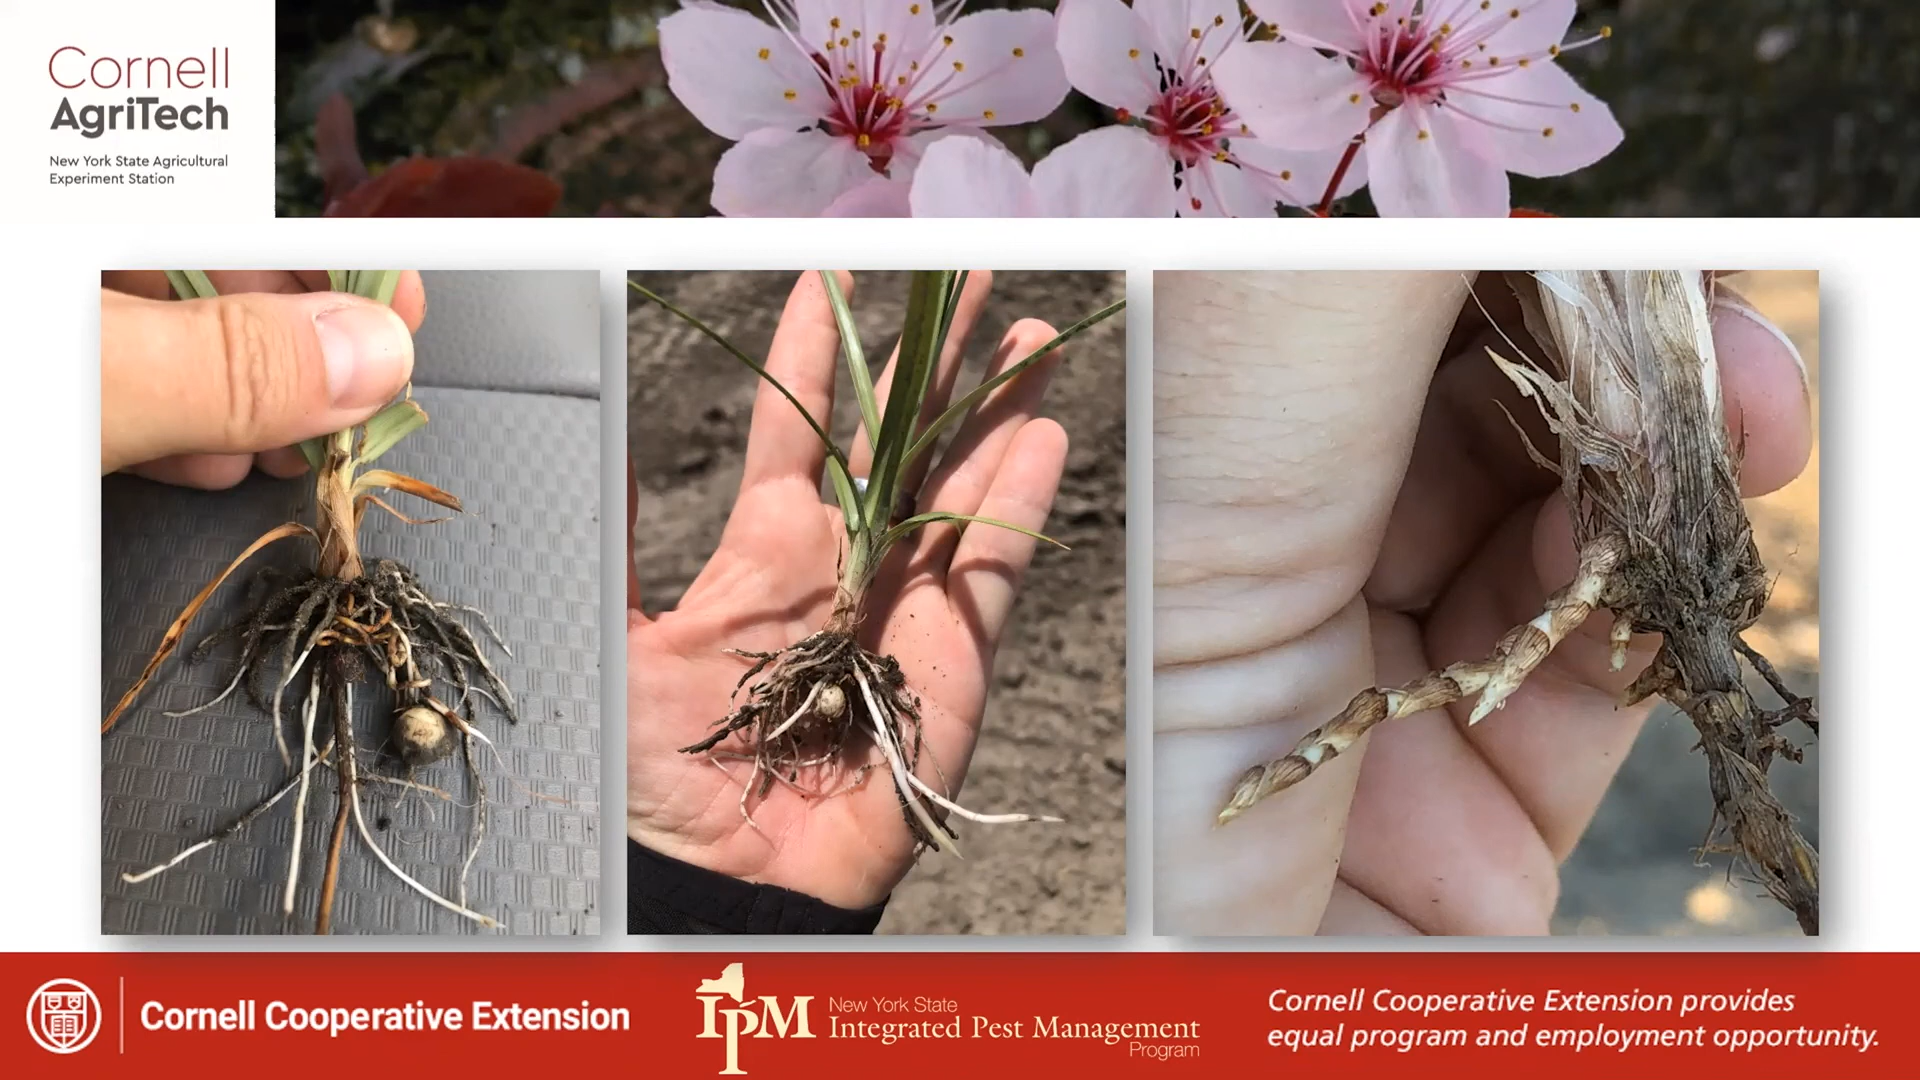 Cornell
AgriTech
New York State Agricultural
Experiment Station
Cornell Cooperative Extension
IPM
New York State
Integrated Pest Management
Program
Cornell Cooperative Extension provides
equal program and employment opportunity.